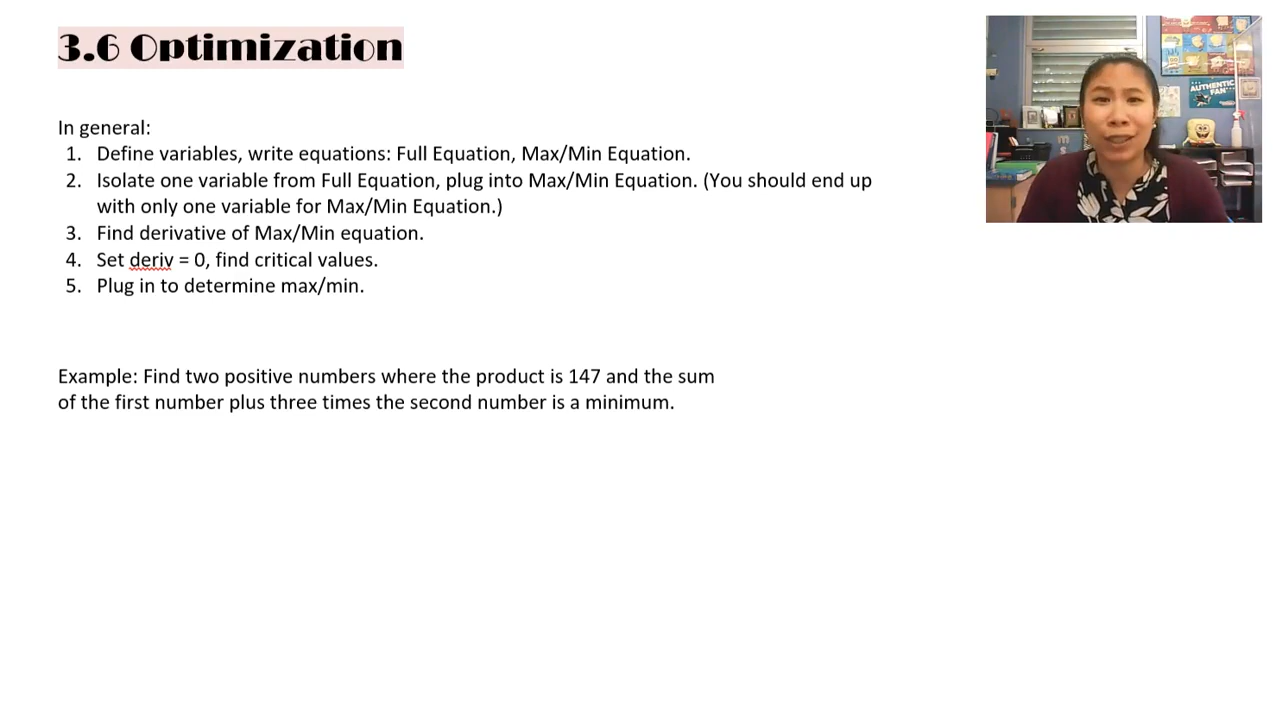 3.6 Optimization
In general:
1. Define variables, write equations: Full Equation, Max/Min Equation.
2. Isolate one variable from Full Equation, plug into Max/Min Equation. (You should end up
with only one variable for Max/Min Equation.)
3. Find derivative of Max/Min equation.
4. Set deriv = 0, find critical values.
5. Plug in to determine max/min.
Example: Find two positive numbers where the product is 147 and the sum
of the first number plus three times the second number is a minimum.
AUTHENTIC
FAN